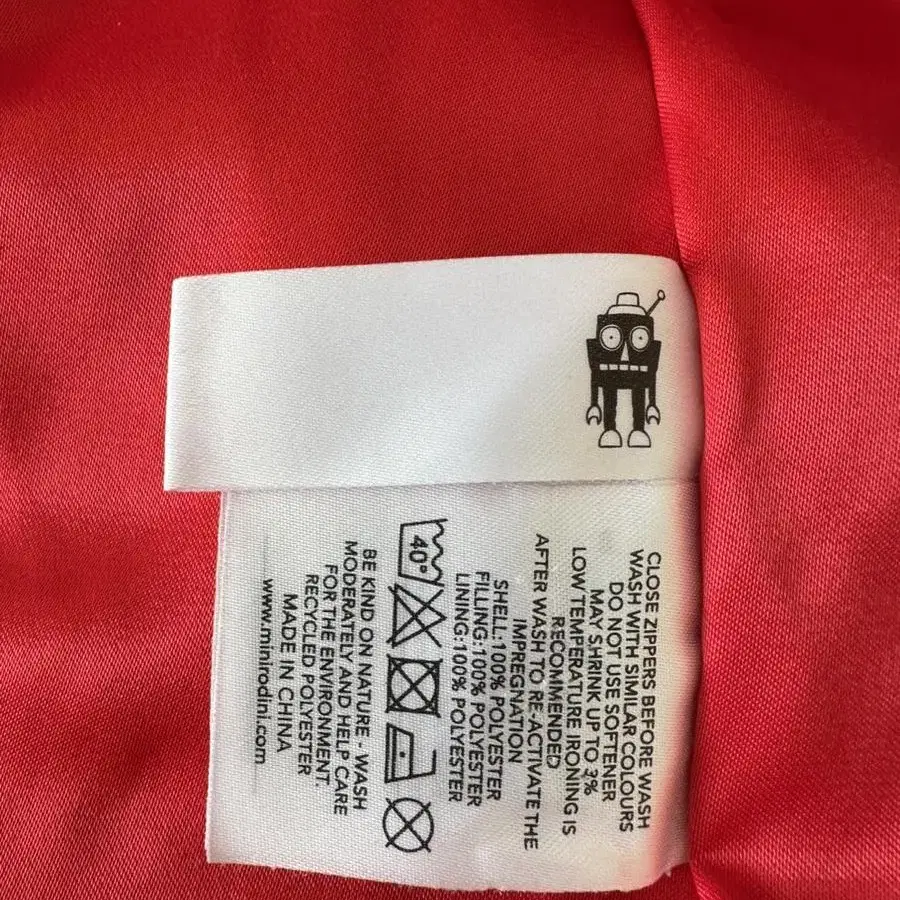 CLOSE ZIPPERS BEFORE WASH
WASH WITH SIMILAR COLOURS
DO NOT USE SOFTENER
MAY SHRINK UP TO 3%
LOW TEMPERATURE IRONING IS
RECOMMENDED
AFTER WASH TO RE-ACTIVATE THE
IMPREGNATION
SHELL:100% POLYESTER
FILLING:100% POLYESTER
LINING:100% POLYESTER
40°
BE KIND ON NATURE - WASH
MODERATELY AND HELP CARE
FOR THE ENVIRONMENT.
RECYCLED POLYESTER
MADE IN CHINA
www.minirodini.com